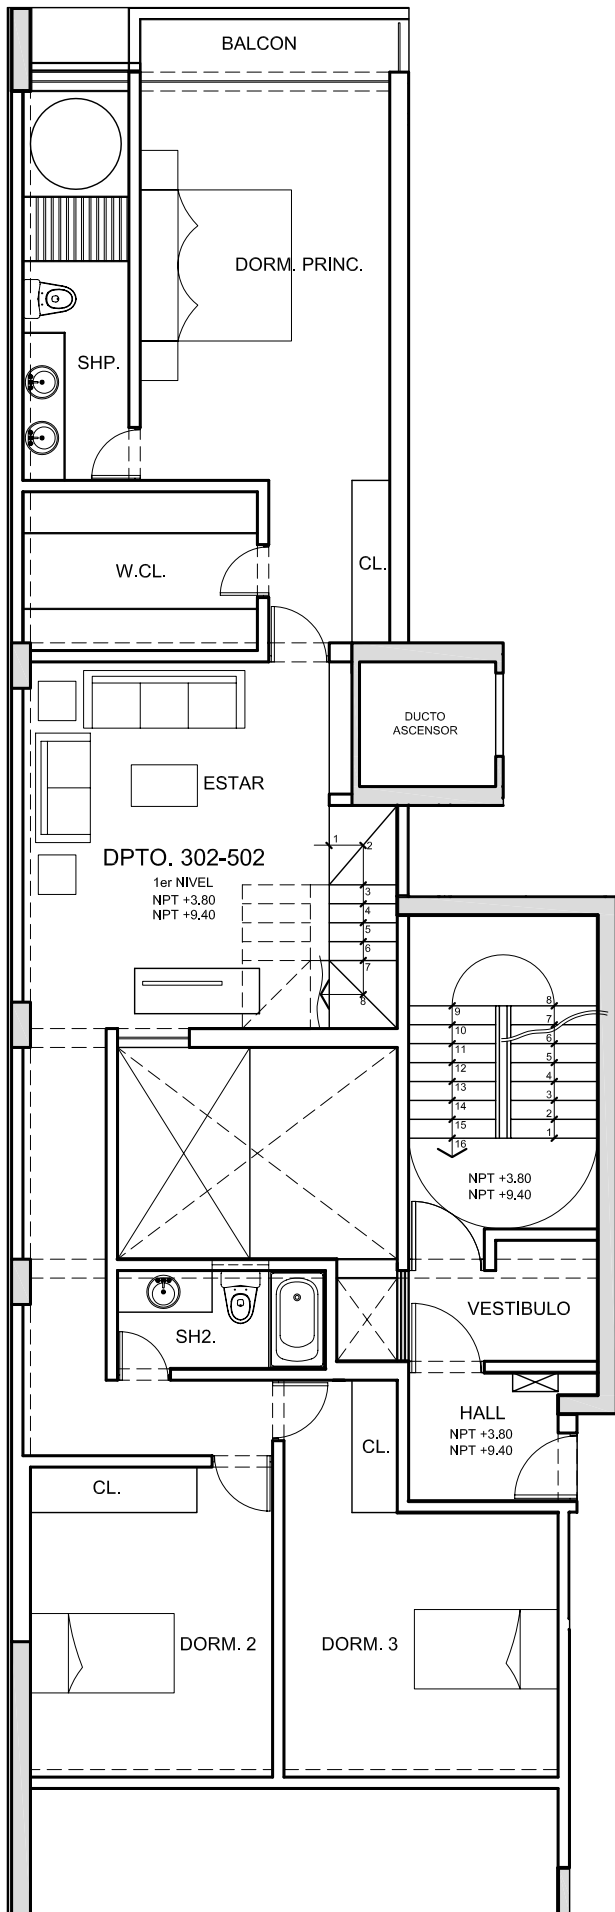 BALCON
DORM. PRINC.
SHP.
W.CL.
CL.
DUCTO
ASCENSOR
ESTAR
DPTO. 302-502
1er NIVEL
NPT +3.80
NPT +9.40
1
2
3
4
5
6
7
8
9
10
11
12
13
14
15
16
8
7
6
5
4
3
2
1
NPT +3.80
NPT +9.40
VESTIBULO
SH2.
HALL
NPT +3.80
NPT +9.40
CL.
CL.
DORM. 2
DORM. 3